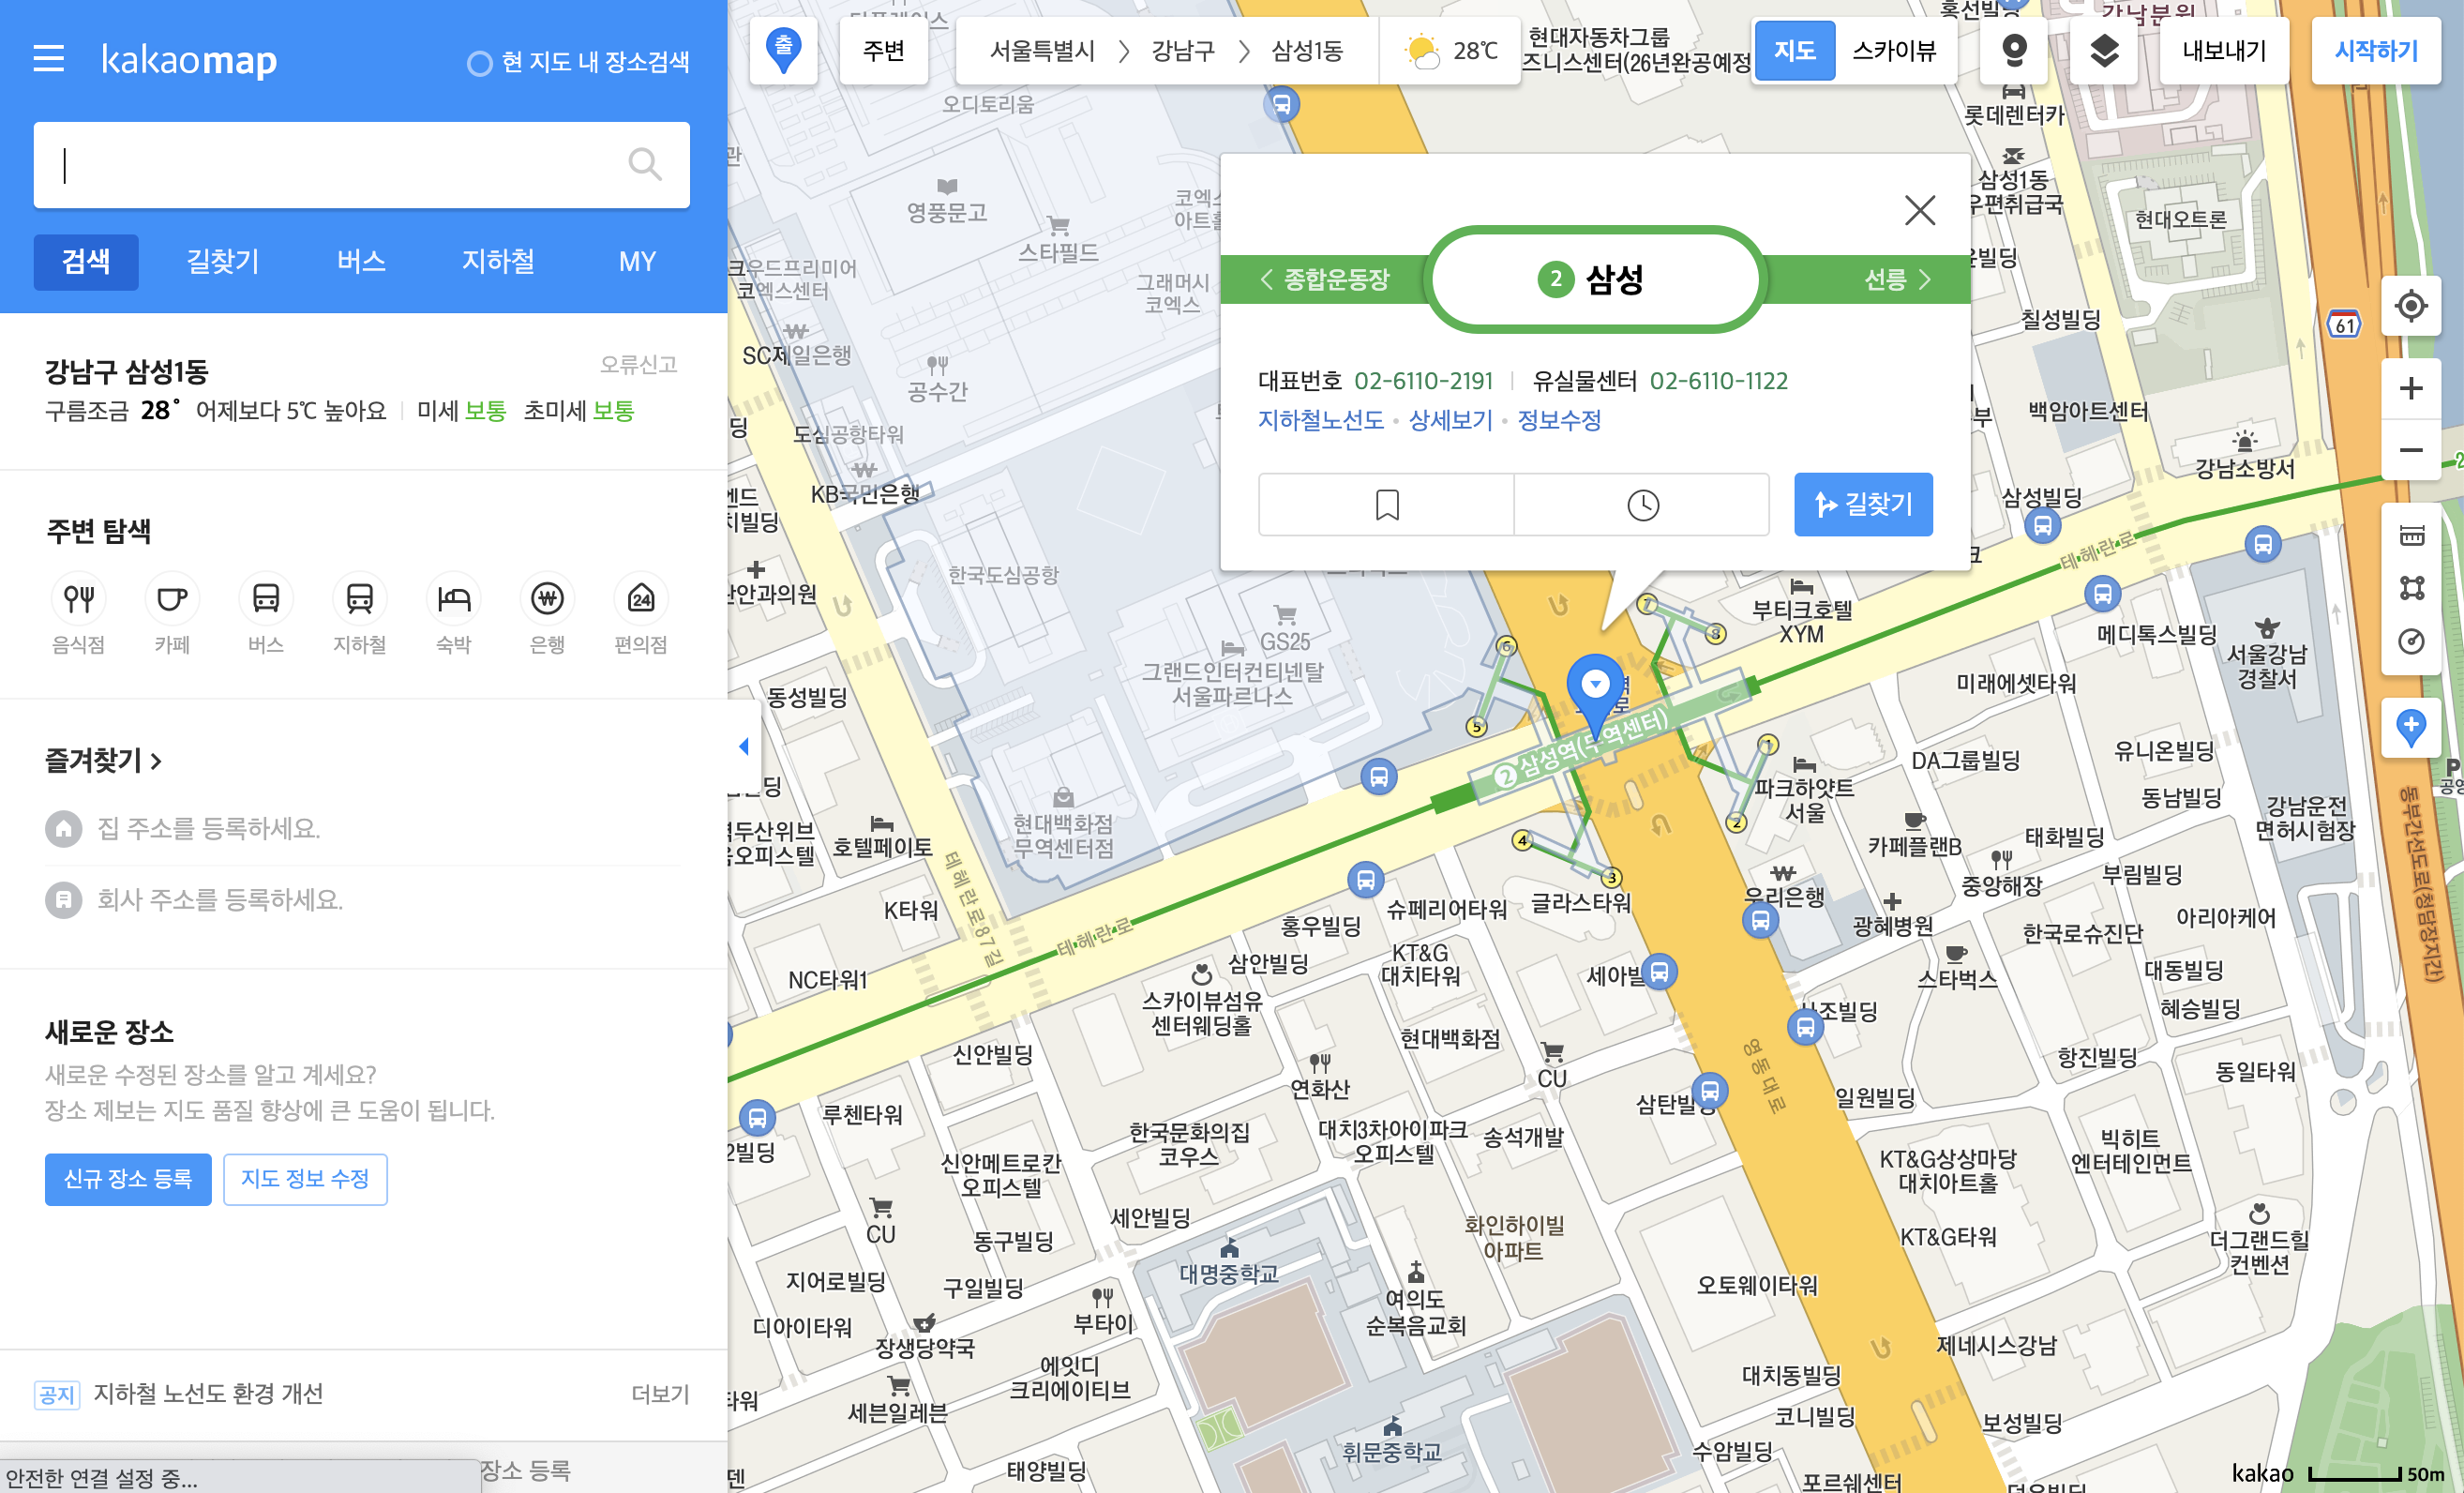 kakaomap
현 지도 내 장소검색
검색 길찾기 버스 지하철 MY
강남구 삼성1동
오류신고
구름조금 28° 어제보다 5℃ 높아요 미세 보통 초미세 보통
주변 탐색
음식점 카페 버스 지하철 숙박 은행 편의점
24
즐겨찾기 >
집 주소를 등록하세요.
회사 주소를 등록하세요.
새로운 장소
새로운 수정된 장소를 알고 계세요?
장소 제보는 지도 품질 향상에 큰 도움이 됩니다.
신규 장소 등록
지도 정보 수정
공지 지하철 노선도 환경 개선
더보기
안전한 연결 설정 중...
장소 등록
출
주변
서울특별시 > 강남구 > 삼성1동
28℃
현대자동차그룹
즈니스센터(26년완공예정
지도 스카이뷰
내보내기
시작하기
오디토리움
롯데렌터카
삼성1동
우편취급국
현대오트론
영풍문고
스타필드
코엑스
아트홀
크우드프리미어
코엑스센터
그래머시
코엑스
SC제일은행
공수간
도심공항타워
KB국민은행
한국도심공항
종합운동장
2 삼성
선릉
대표번호 02-6110-2191 유실물센터 02-6110-1122
지하철노선도 • 상세보기 • 정보수정
길찾기
칠성빌딩
61
백암아트센터
강남소방서
삼성빌딩
테헤란로
부티크호텔
XYM
메디톡스빌딩
서울강남
경찰서
미래에셋타워
GS25
그랜드인터컨티넨탈
서울파르나스
동성빌딩
현대백화점
무역센터점
호텔페이토
7
8
6
5
1
2
4
3
2 삼성역(무역센터)
파크하얏트
서울
DA그룹빌딩
유니온빌딩
동남빌딩
강남운전
면허시험장
카페플랜B
태화빌딩
중앙해장
부림빌딩
우리은행
광혜병원
한국로슈진단
아리아케어
동부간선도로(청담장지간)
K타워
테헤란로87길
테헤란로
NC타워1
홍우빌딩
슈페리어타워
글라스타워
삼안빌딩
KT&G
대치타워
스타벅스
대동빌딩
혜승빌딩
스카이뷰섬유
센터웨딩홀
현대백화점
신안빌딩
연화산
CU
영동대로
항진빌딩
동일타워
루첸타워
삼탄빌딩
일원빌딩
한국문화의집
코우스
대치3차아이파크
오피스텔
송석개발
빅히트
엔터테인먼트
신안메트로칸
오피스텔
KT&G상상마당
대치아트홀
CU
세안빌딩
동구빌딩
화인하이빌
아파트
KT&G타워
더그랜드힐
컨벤션
대명중학교
지어로빌딩
구일빌딩
부타이
여의도
순복음교회
오토웨이타워
디아이타워
장생당약국
제네시스강남
에잇디
크리에이티브
대치동빌딩
세븐일레븐
코니빌딩
보성빌딩
휘문중학교
수암빌딩
태양빌딩
포르쉐센터
kakao 50m